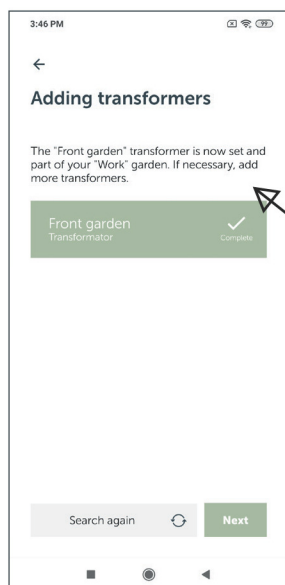 3:46 PM
99
Adding transformers
The "Front garden" transformer is now set and
part of your "Work" garden. If necessary, add
more transformers.
Front garden
Transformator
Complete
Search again
Next